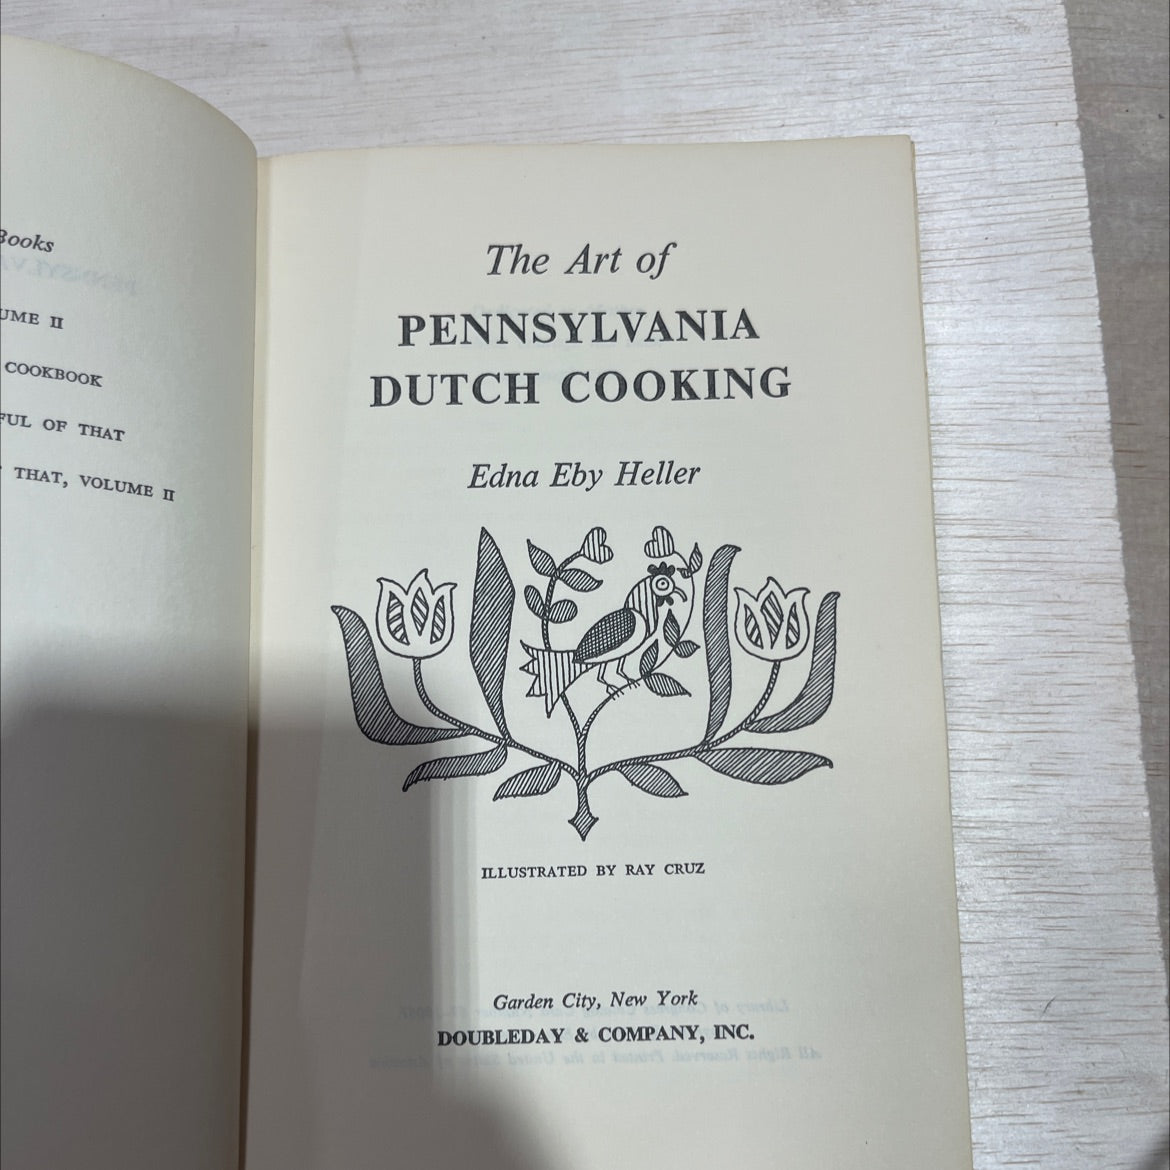 Books
UME II
COOKBOOK
FUL OF THAT
THAT, VOLUME II
The Art of
PENNSYLVANIA
DUTCH COOKING
Edna Eby Heller
ILLUSTRATED BY RAY CRUZ
Garden City, New York
DOUBLEDAY & COMPANY, INC.